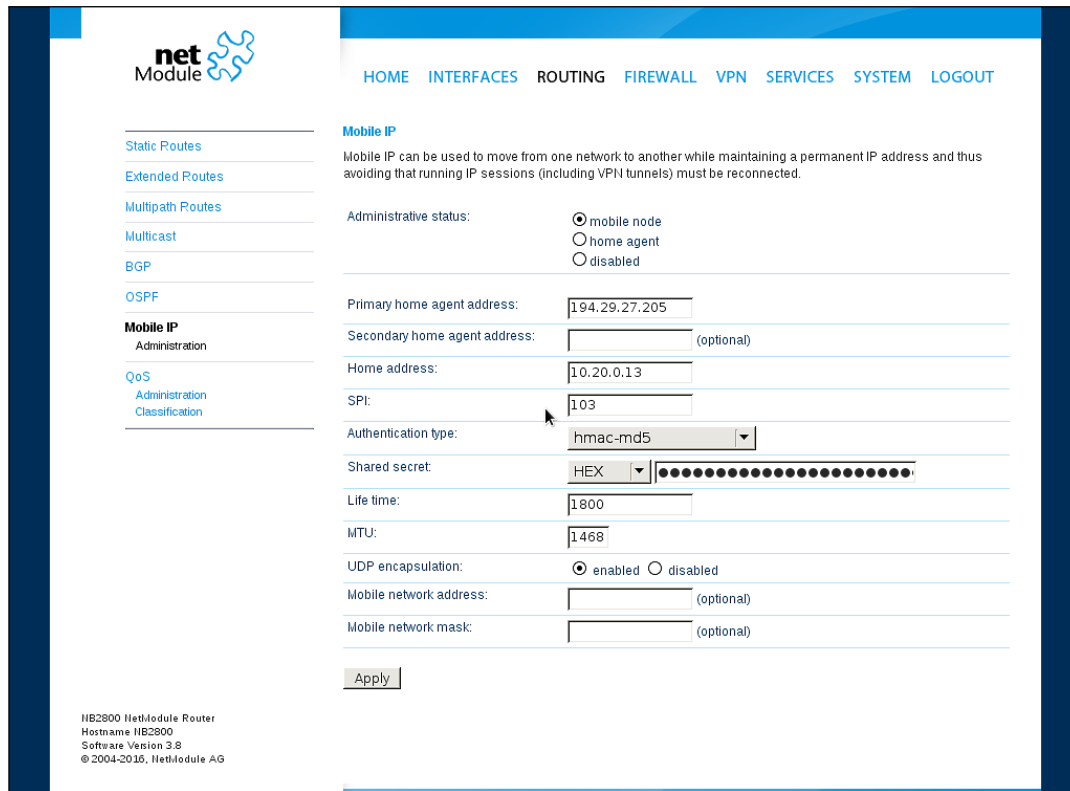 net
Module
HOME INTERFACES ROUTING FIREWALL VPN SERVICES SYSTEM LOGOUT
Static Routes
Extended Routes
Multipath Routes
Multicast
BGP
OSPF
Mobile IP
Administration
QoS
Administration
Classification
Mobile IP
Mobile IP can be used to move from one network to another while maintaining a permanent IP address and thus
avoiding that running IP sessions (including VPN tunnels) must be reconnected.
Administrative status:
mobile node
home agent
disabled
Primary home agent address: 194.29.27.205
Secondary home agent address: (optional)
Home address: 10.20.0.13
SPI: 103
Authentication type: hmac-md5
Shared secret: HEX
Life time: 1800
MTU: 1468
UDP encapsulation: enabled disabled
Mobile network address: (optional)
Mobile network mask: (optional)
Apply
NB2800 NetModule Router
Hostname NB2800
Software Version 3.8
© 2004-2016, NetModule AG